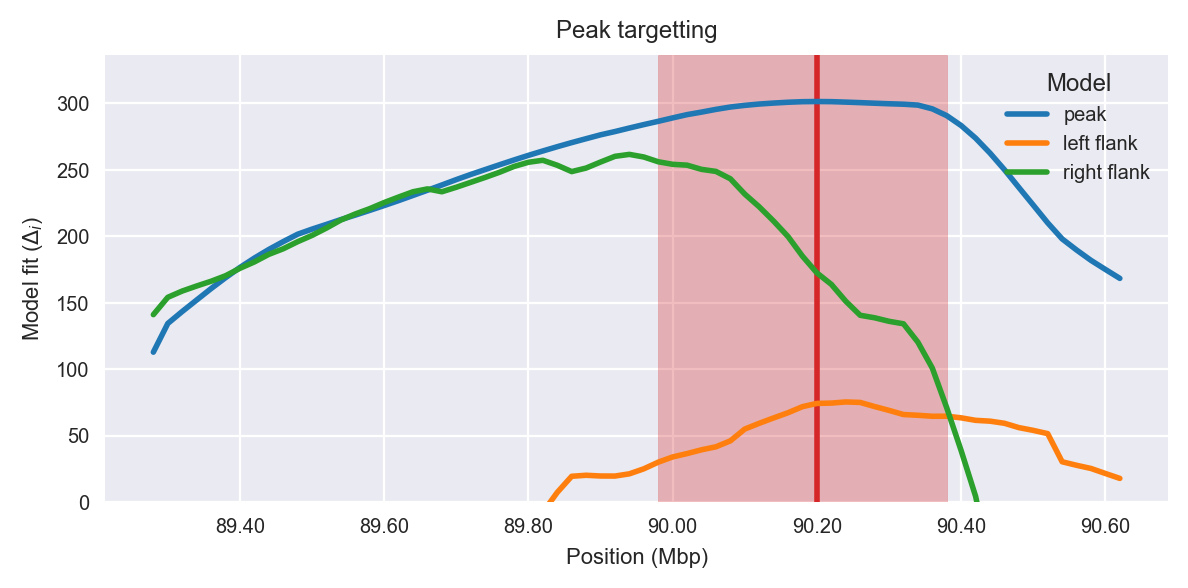 Peak targetting
Model
peak
left flank
right flank
Model fit (Δᵢ)
300
250
200
150
100
50
0
89.40 89.60 89.80 90.00 90.20 90.40 90.60
Position (Mbp)